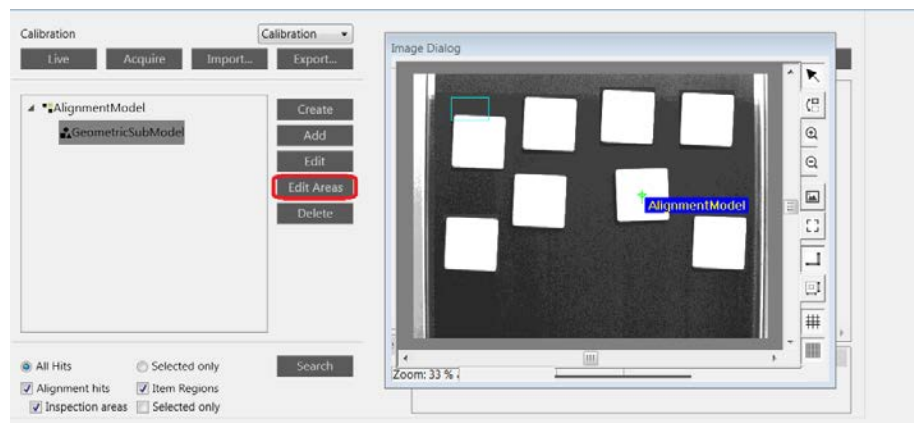 Calibration
Calibration
Live
Acquire
Import...
Export...
AlignmentModel
GeometricSubModel
Create
Add
Edit
Edit Areas
Delete
All Hits
Selected only
Search
Alignment hits
Item Regions
Inspection areas
Selected only
Image Dialog
AlignmentModel
Zoom: 33 %